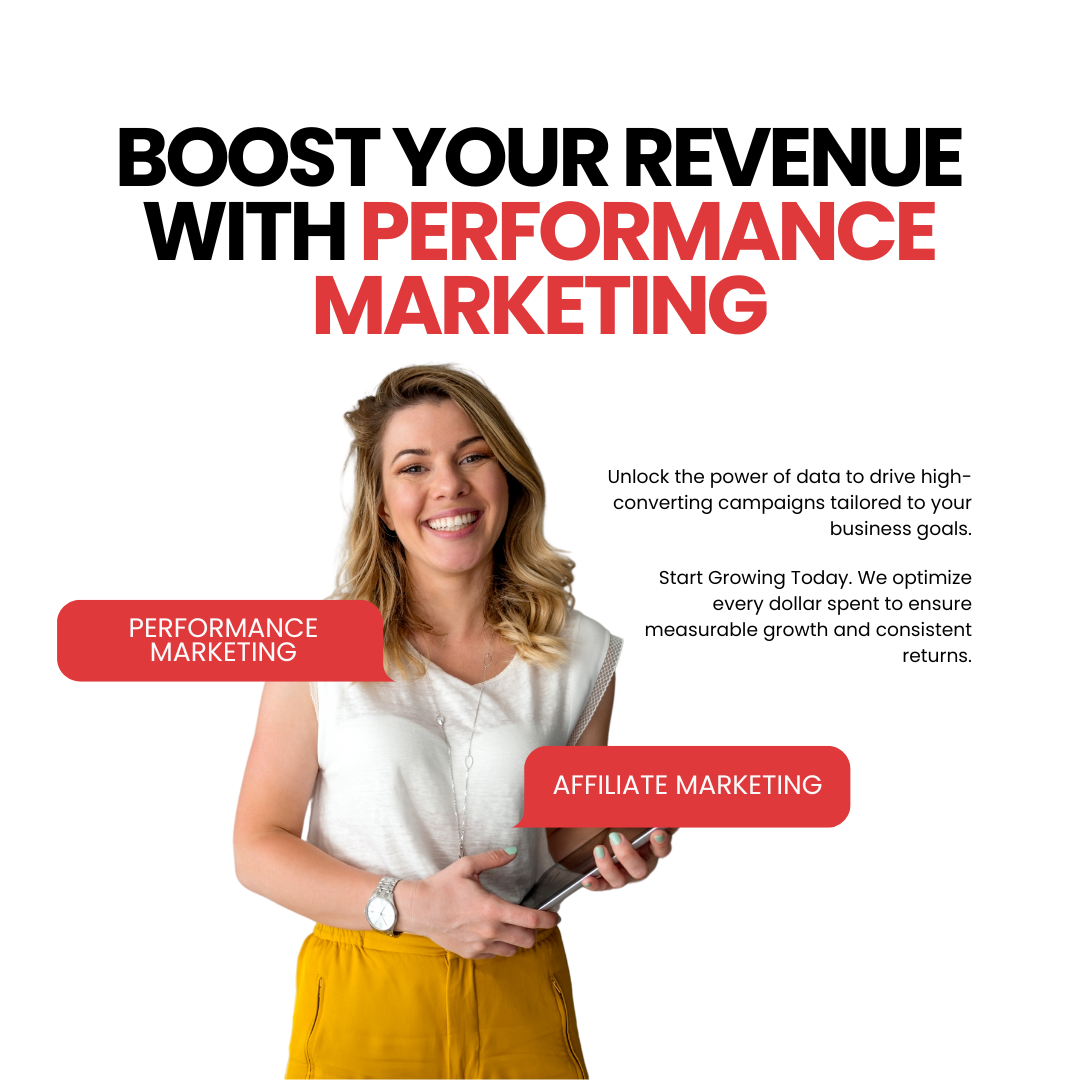 BOOST YOUR REVENUE
WITH PERFORMANCE
MARKETING
Unlock the power of data to drive high-
converting campaigns tailored to your
business goals.
Start Growing Today. We optimize
every dollar spent to ensure
measurable growth and consistent
returns.
PERFORMANCE
MARKETING
AFFILIATE MARKETING